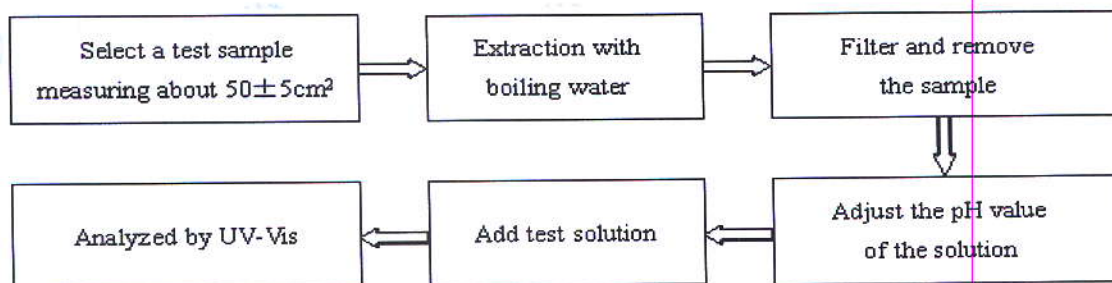 Select a test sample
measuring about 50±5cm²
Extraction with
boiling water
Filter and remove
the sample
Adjust the pH value
of the solution
Add test solution
Analyzed by UV-Vis